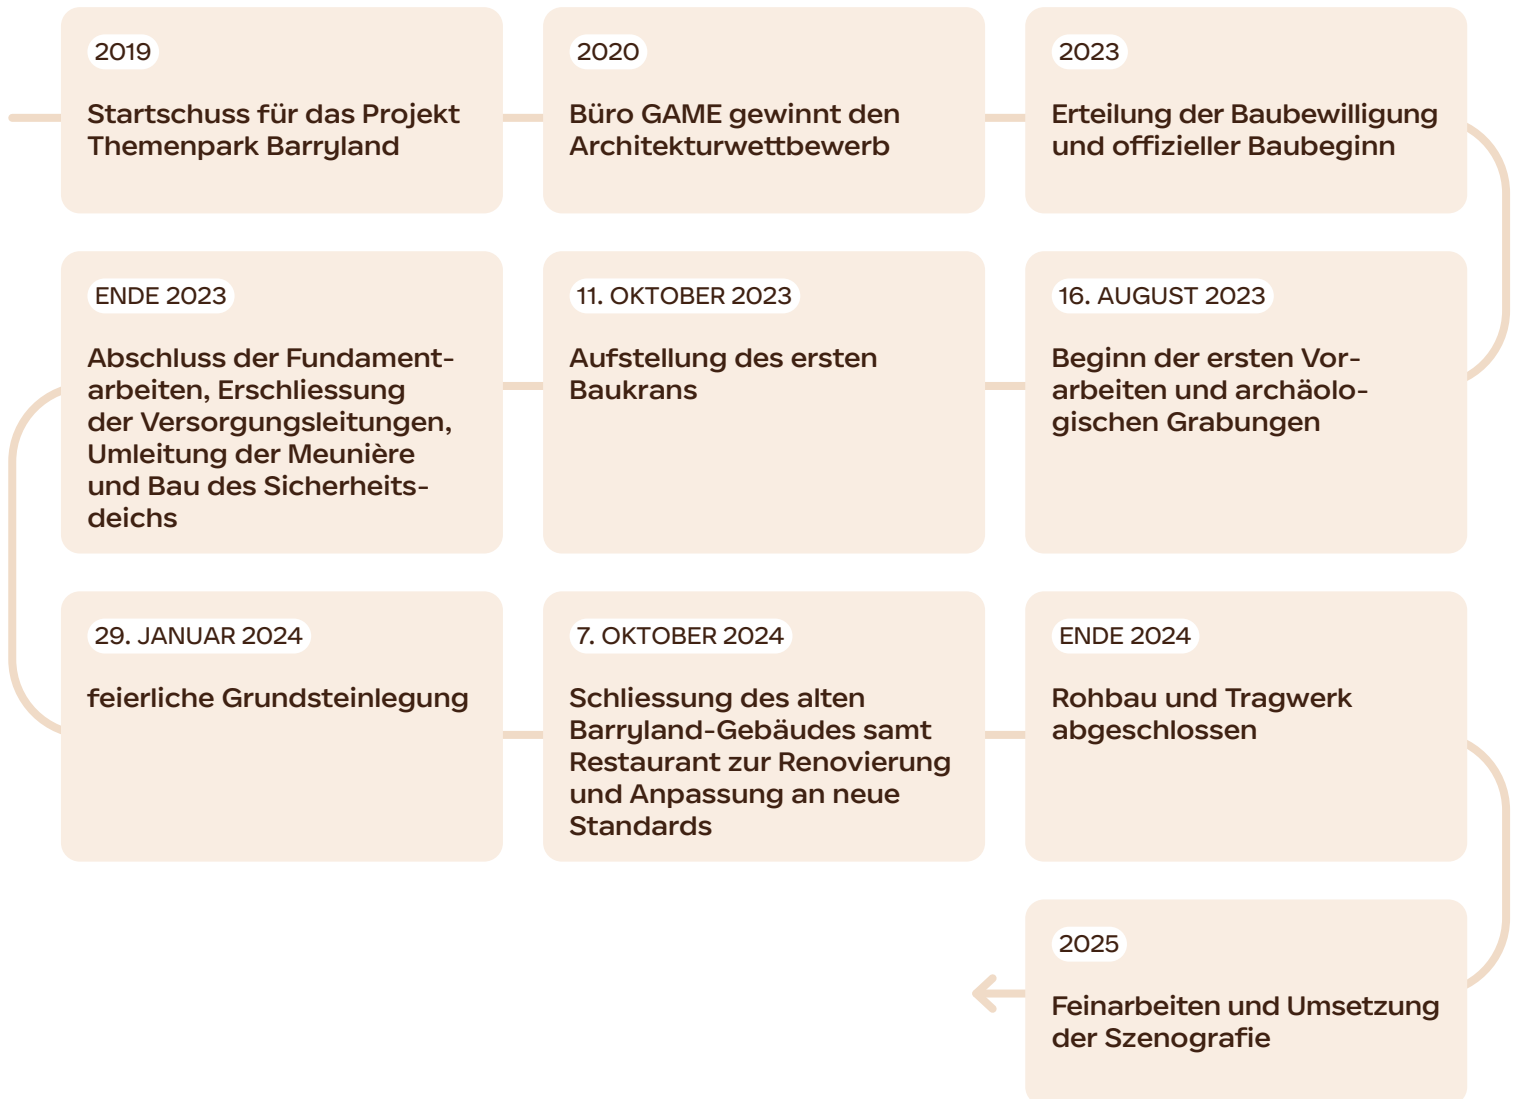 2019
Startschuss für das Projekt
Themenpark Barryland
2020
Büro GAME gewinnt den
Architekturwettbewerb
2023
Erteilung der Baubewilligung
und offizieller Baubeginn
16. AUGUST 2023
Beginn der ersten Vor-
arbeiten und archäolo-
gischen Grabungen
11. OKTOBER 2023
Aufstellung des ersten
Baukrans
ENDE 2023
Abschluss der Fundament-
arbeiten, Erschliessung
der Versorgungsleitungen,
Umleitung der Meunière
und Bau des Sicherheits-
deichs
29. JANUAR 2024
feierliche Grundsteinlegung
7. OKTOBER 2024
Schliessung des alten
Barryland-Gebäudes samt
Restaurant zur Renovierung
und Anpassung an neue
Standards
ENDE 2024
Rohbau und Tragwerk
abgeschlossen
2025
Feinarbeiten und Umsetzung
der Szenografie